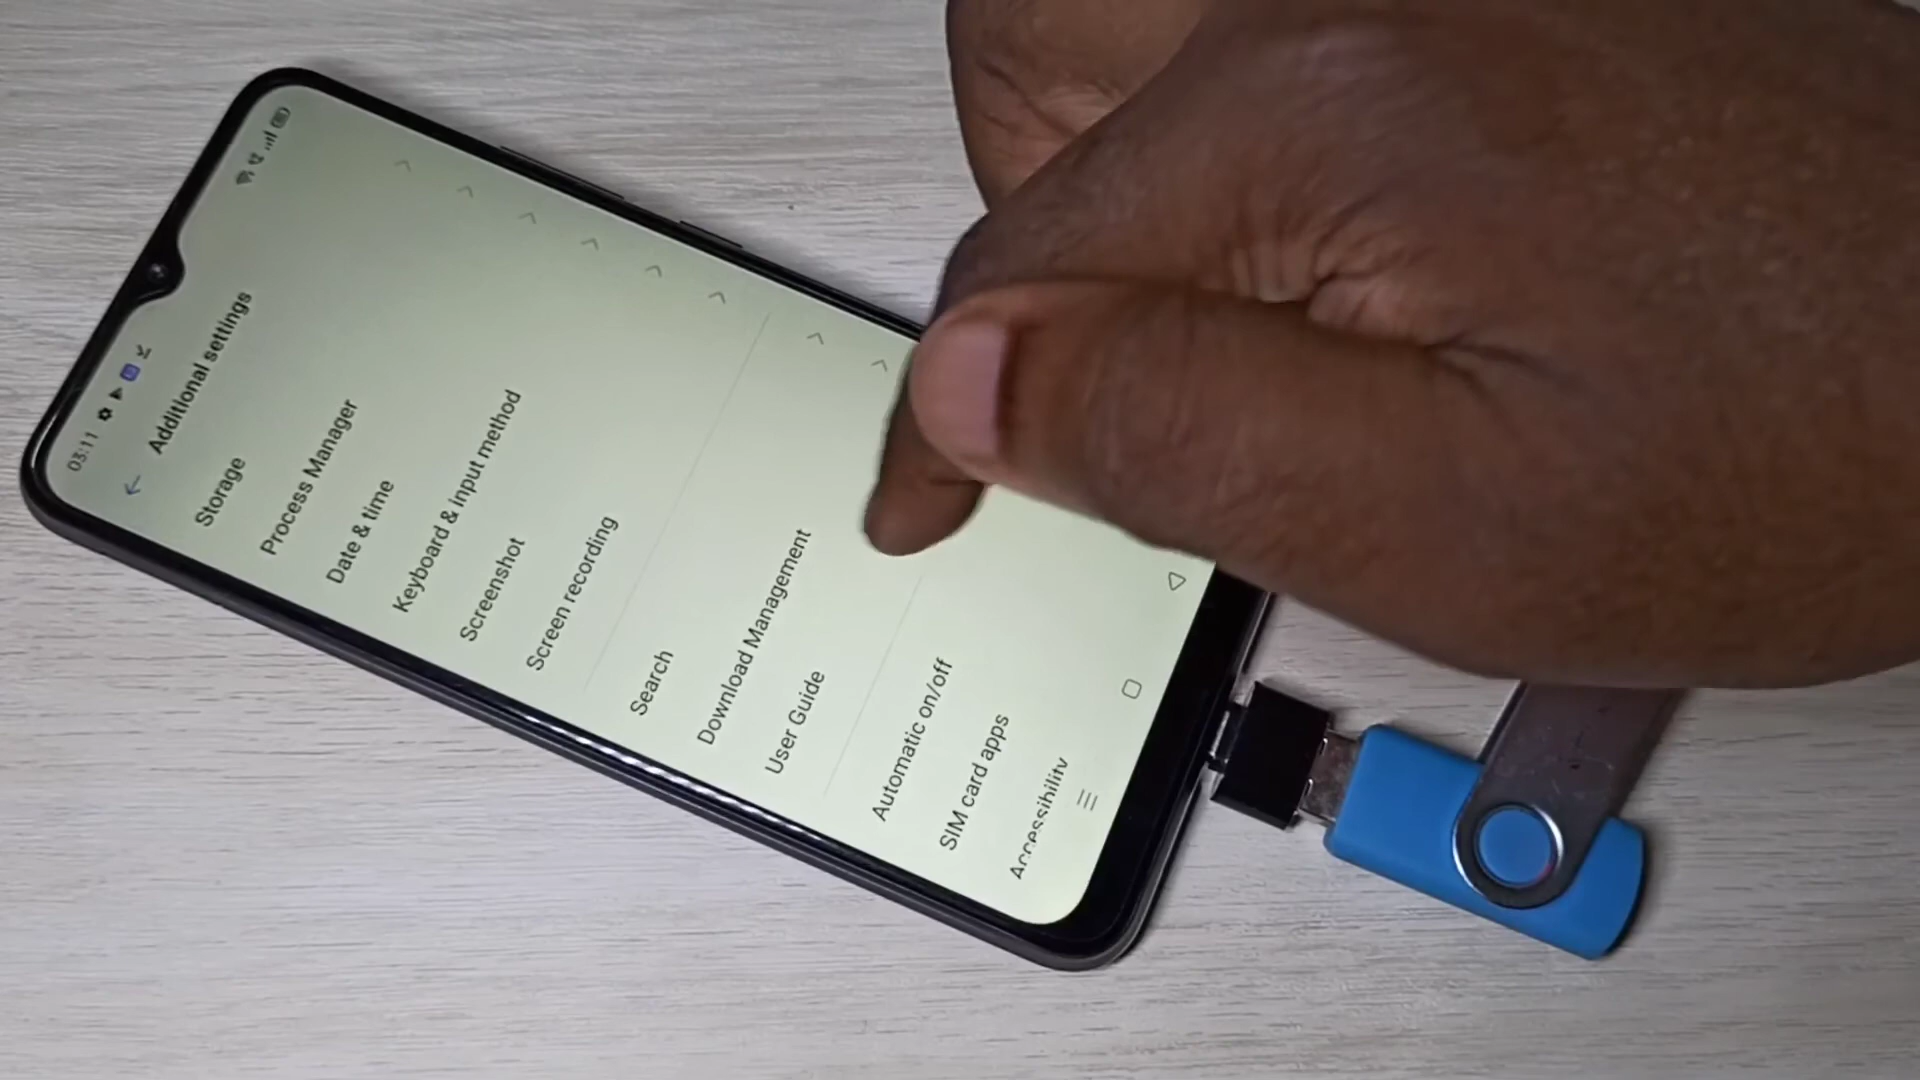 03:11
Additional settings
Storage
Process Manager
Date & time
Keyboard & input method
Screenshot
Screen recording
Search
Download Management
User Guide
Automatic on/off
SIM card apps
Accessibility